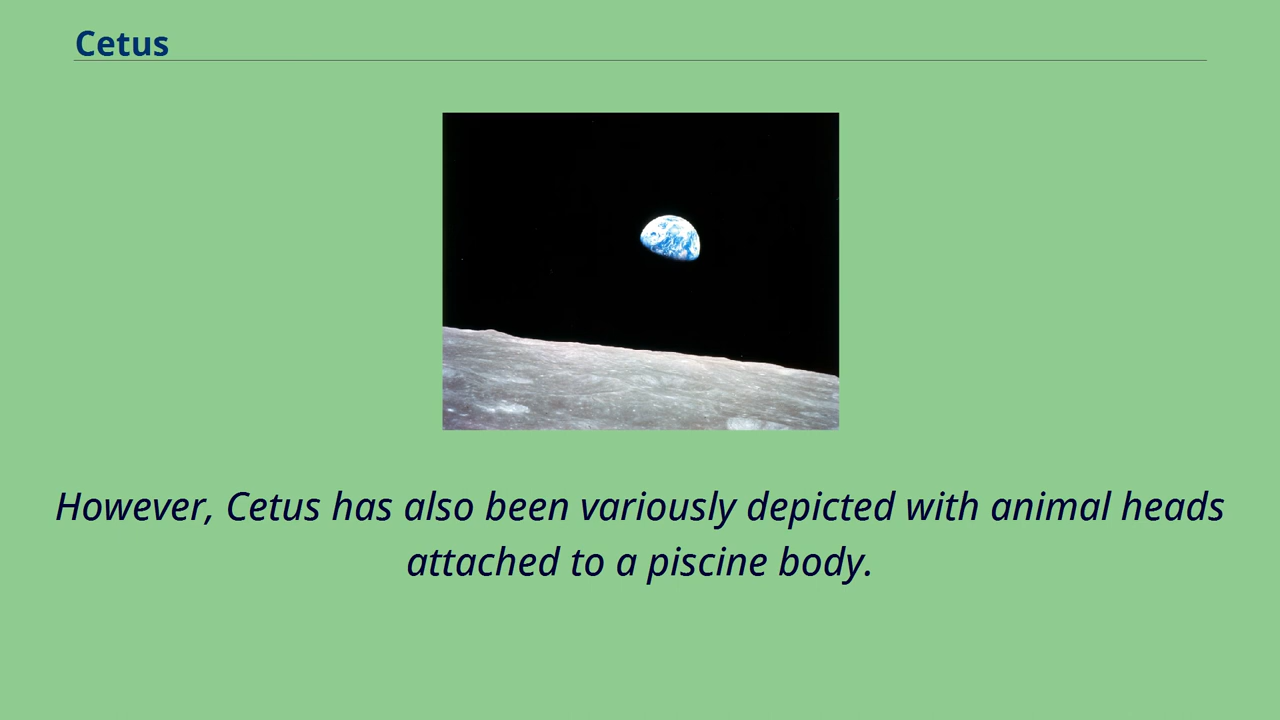 Cetus
However, Cetus has also been variously depicted with animal heads
attached to a piscine body.